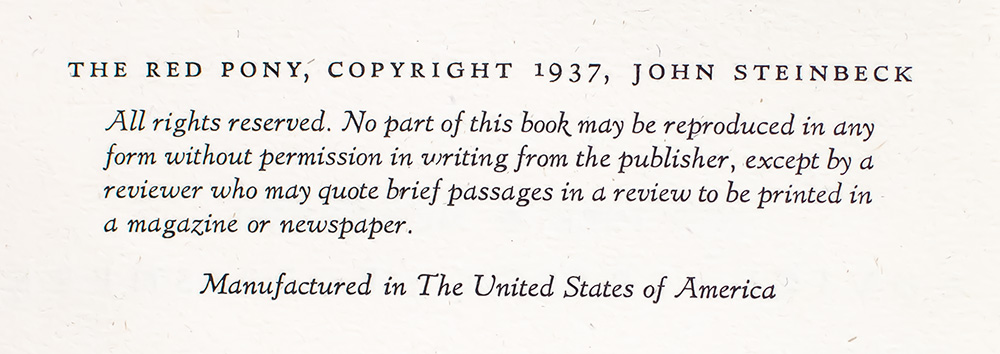 THE RED PONY, COPYRIGHT 1937, JOHN STEINBECK
All rights reserved. No part of this book may be reproduced in any
form without permission in writing from the publisher, except by a
reviewer who may quote brief passages in a review to be printed in
a magazine or newspaper.
Manufactured in The United States of America